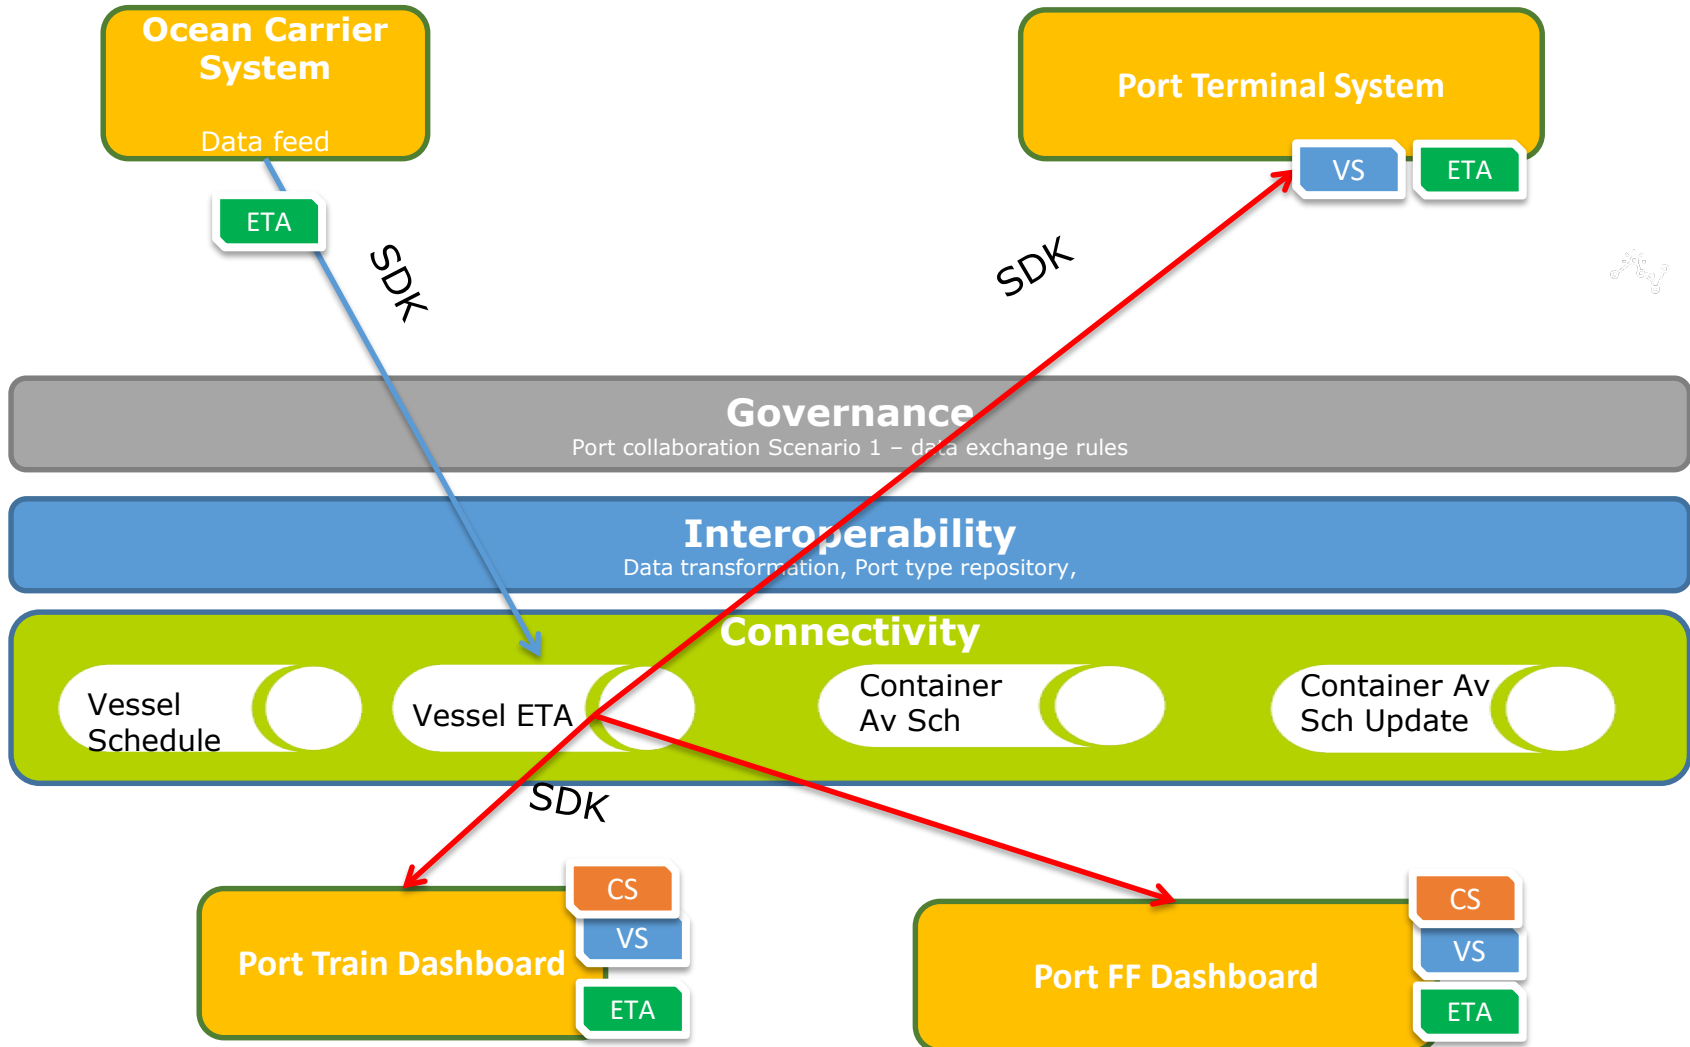 Ocean Carrier
System
Data feed
ETA
SDK
Port Terminal System
VS
ETA
SDK
Governance
Port collaboration Scenario 1 – data exchange rules
Interoperability
Data transformation, Port type repository,
Connectivity
Vessel
Schedule
Vessel ETA
Container
Av Sch
Container Av
Sch Update
SDK
Port Train Dashboard
CS
VS
ETA
Port FF Dashboard
CS
VS
ETA